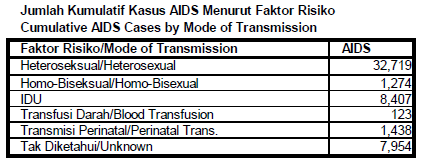 Jumlah Kumulatif Kasus AIDS Menurut Faktor Risiko
Cumulative AIDS Cases by Mode of Transmission
Faktor Risiko/Mode of Transmission AIDS
Heteroseksual/Heterosexual 32,719
Homo-Biseksual/Homo-Bisexual 1,274
IDU 8,407
Transfusi Darah/Blood Transfusion 123
Transmisi Perinatal/Perinatal Trans. 1,438
Tak Diketahui/Unknown 7,954